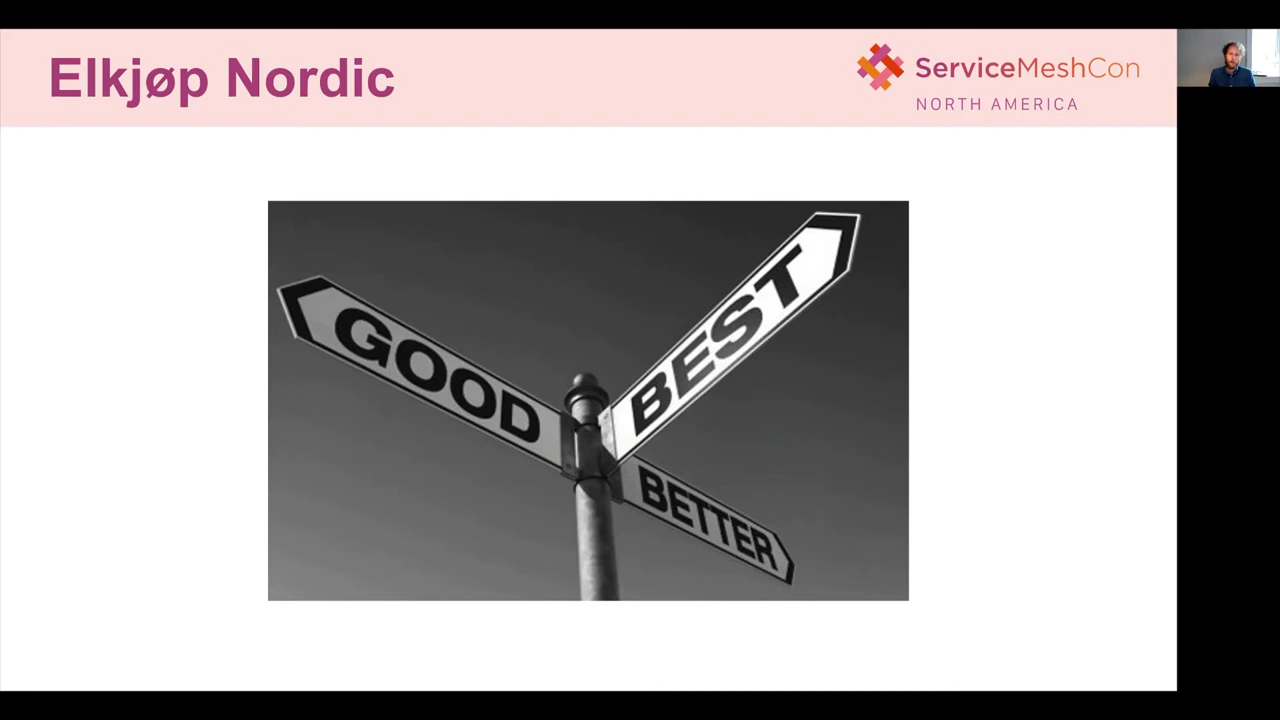 Elkjøp Nordic
ServiceMeshCon
NORTH AMERICA
GOOD
BEST
BETTER